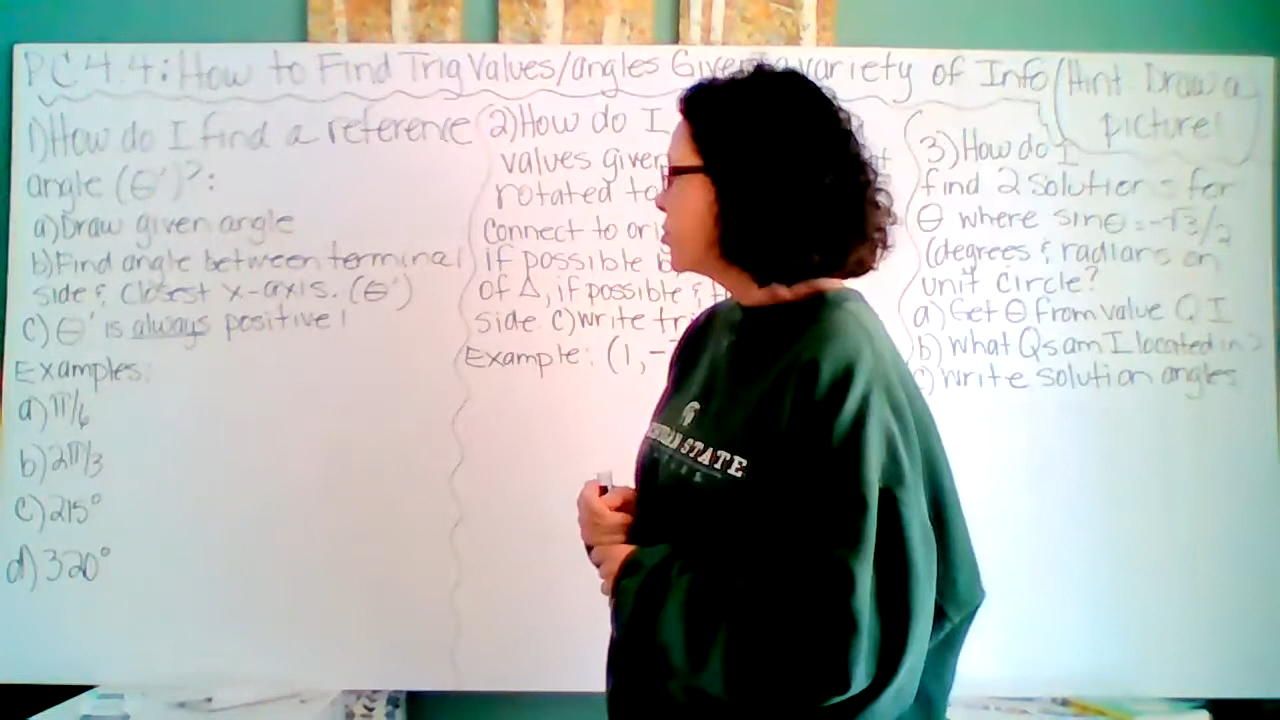 PC 4.4: How to Find Trig Values/angles Given a variety of Info (Hint: Draw a picture!
1) How do I find a reference
angle (θ')?:
a) Draw given angle
b) Find angle between terminal
side & closest x-axis. (θ')
c) θ' is always positive!
Examples:
a) π/6
b) 2π/3
c) 215°
d) 320°
2) How do I
values given
rotated to
Connect to ori
if possible
of △, if possible &
side. c) write tri
Example: (1, -
3) How do I
find 2 solutions for
θ where sinθ = -√3/2
(degrees & radians on
unit circle?
a) Get θ from value Q I
b) What Qs am I located in?
c) Write solution angles
STATE